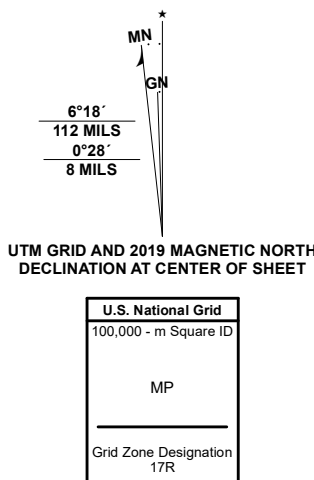 MN
GN
6°18´
112 MILS
0°28´
8 MILS
UTM GRID AND 2019 MAGNETIC NORTH
DECLINATION AT CENTER OF SHEET
U.S. National Grid
100,000 - m Square ID
MP
Grid Zone Designation
17R